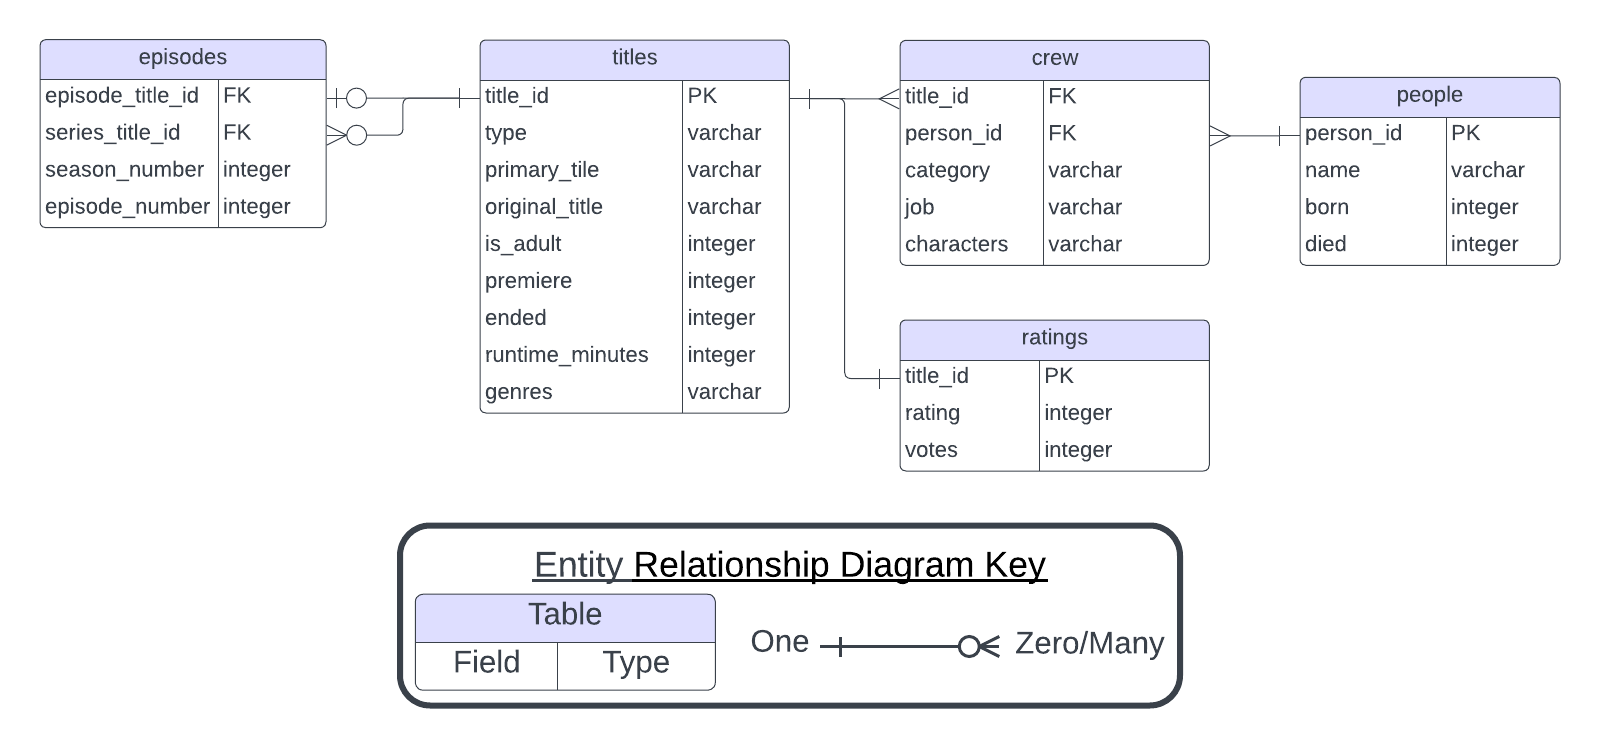 episodes
episode_title_id FK
series_title_id FK
season_number integer
episode_number integer
titles
title_id PK
type varchar
primary_tile varchar
original_title varchar
is_adult integer
premiere integer
ended integer
runtime_minutes integer
genres varchar
crew
title_id FK
person_id FK
category varchar
job varchar
characters varchar
people
person_id PK
name varchar
born integer
died integer
ratings
title_id PK
rating integer
votes integer
Entity Relationship Diagram Key
Table
Field Type
One Zero/Many